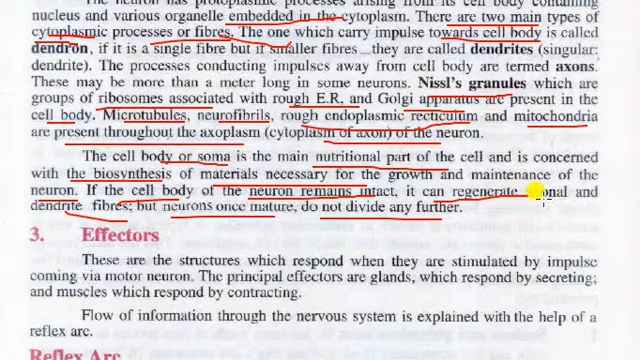 The neuron has protoplasmic processes arising from its cell body containing
nucleus and various organelle embedded in the cytoplasm. There are two main types of
cytoplasmic processes or fibres. The one which carry impulse towards cell body is called
dendron, if it is a single fibre but if smaller fibres they are called dendrites (singular:
dendrite). The processes conducting impulses away from cell body are termed axons.
These may be more than a meter long in some neurons. Nissl's granules which are
groups of ribosomes associated with rough E.R, and Golgi apparatus are present in the
cell body. Microtubules, neurofibrils, rough endoplasmic recticulum and mitochondria
are present throughout the axoplasm (cytoplasm of axon) of the neuron.
The cell body or soma is the main nutritional part of the cell and is concerned
with the biosynthesis of materials necessary for the growth and maintenance of the
neuron. If the cell body of the neuron remains intact, it can regenerate axonal and
dendrite fibres; but neurons once mature, do not divide any further.
3. Effectors
These are the structures which respond when they are stimulated by impulse
coming via motor neuron. The principal effectors are glands, which respond by secreting;
and muscles which respond by contracting.
Flow of information through the nervous system is explained with the help of a
reflex arc.
Reflex Arc